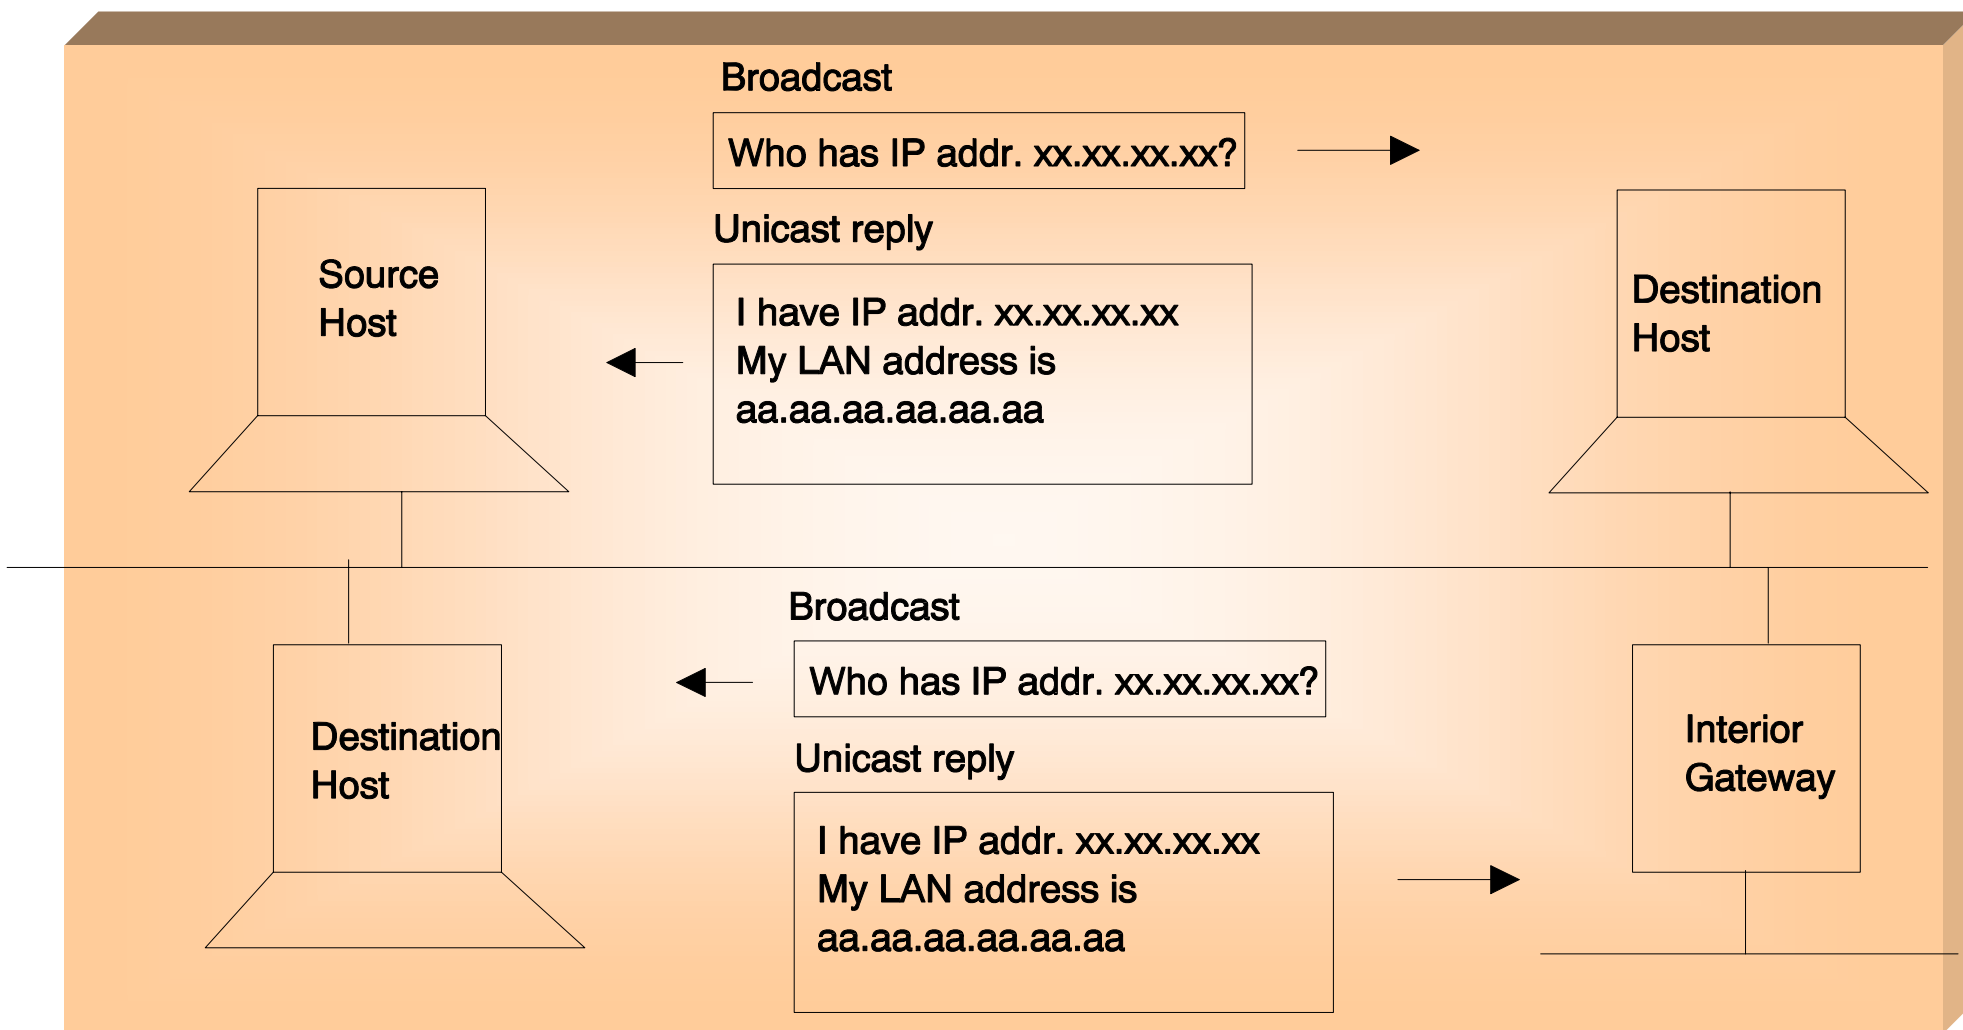 Broadcast
Who has IP addr. xx.xx.xx.xx?
Unicast reply
Source
Host
I have IP addr. xx.xx.xx.xx
My LAN address is
aa.aa.aa.aa.aa.aa
Destination
Host
Broadcast
Who has IP addr. xx.xx.xx.xx?
Destination
Host
Unicast reply
I have IP addr. xx.xx.xx.xx
My LAN address is
aa.aa.aa.aa.aa.aa
Interior
Gateway